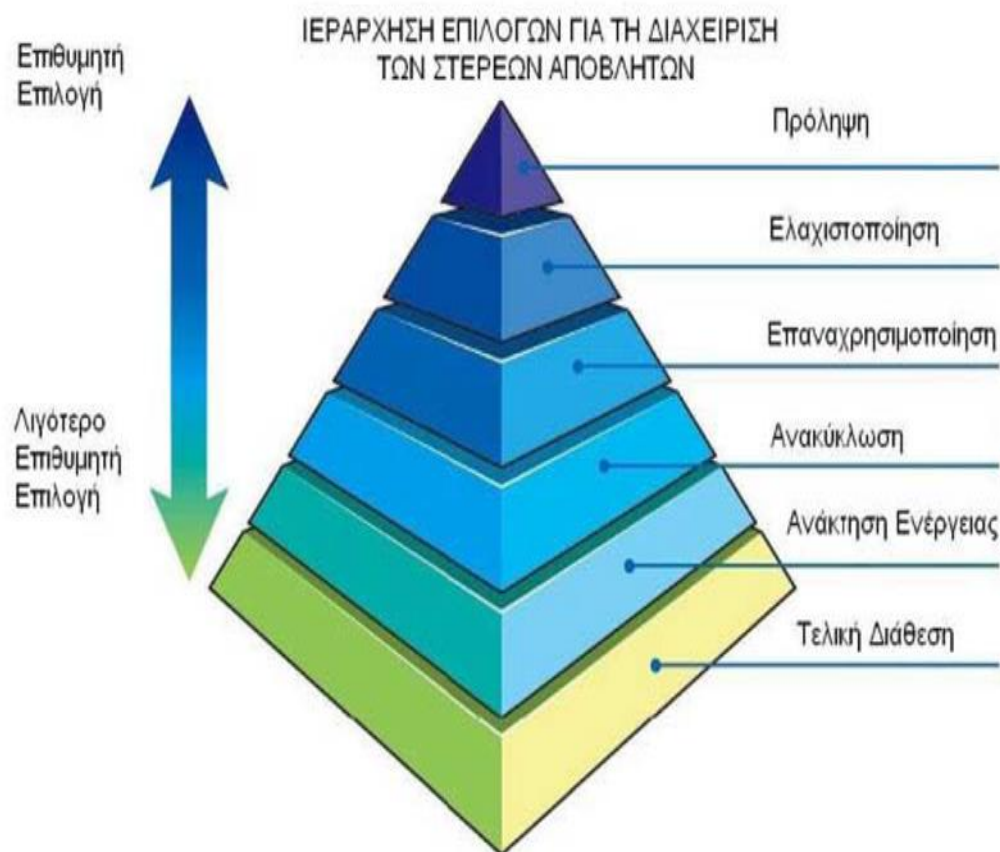 ΙΕΡΑΡΧΗΣΗ ΕΠΙΛΟΓΩΝ ΓΙΑ ΤΗ ΔΙΑΧΕΙΡΙΣΗ
ΤΩΝ ΣΤΕΡΕΩΝ ΑΠΟΒΛΗΤΩΝ
Επιθυμητή
Επιλογή
Πρόληψη
Ελαχιστοποίηση
Επαναχρησιμοποίηση
Λιγότερο
Επιθυμητή
Επιλογή
Ανακύκλωση
Ανάκτηση Ενέργειας
Τελική Διάθεση